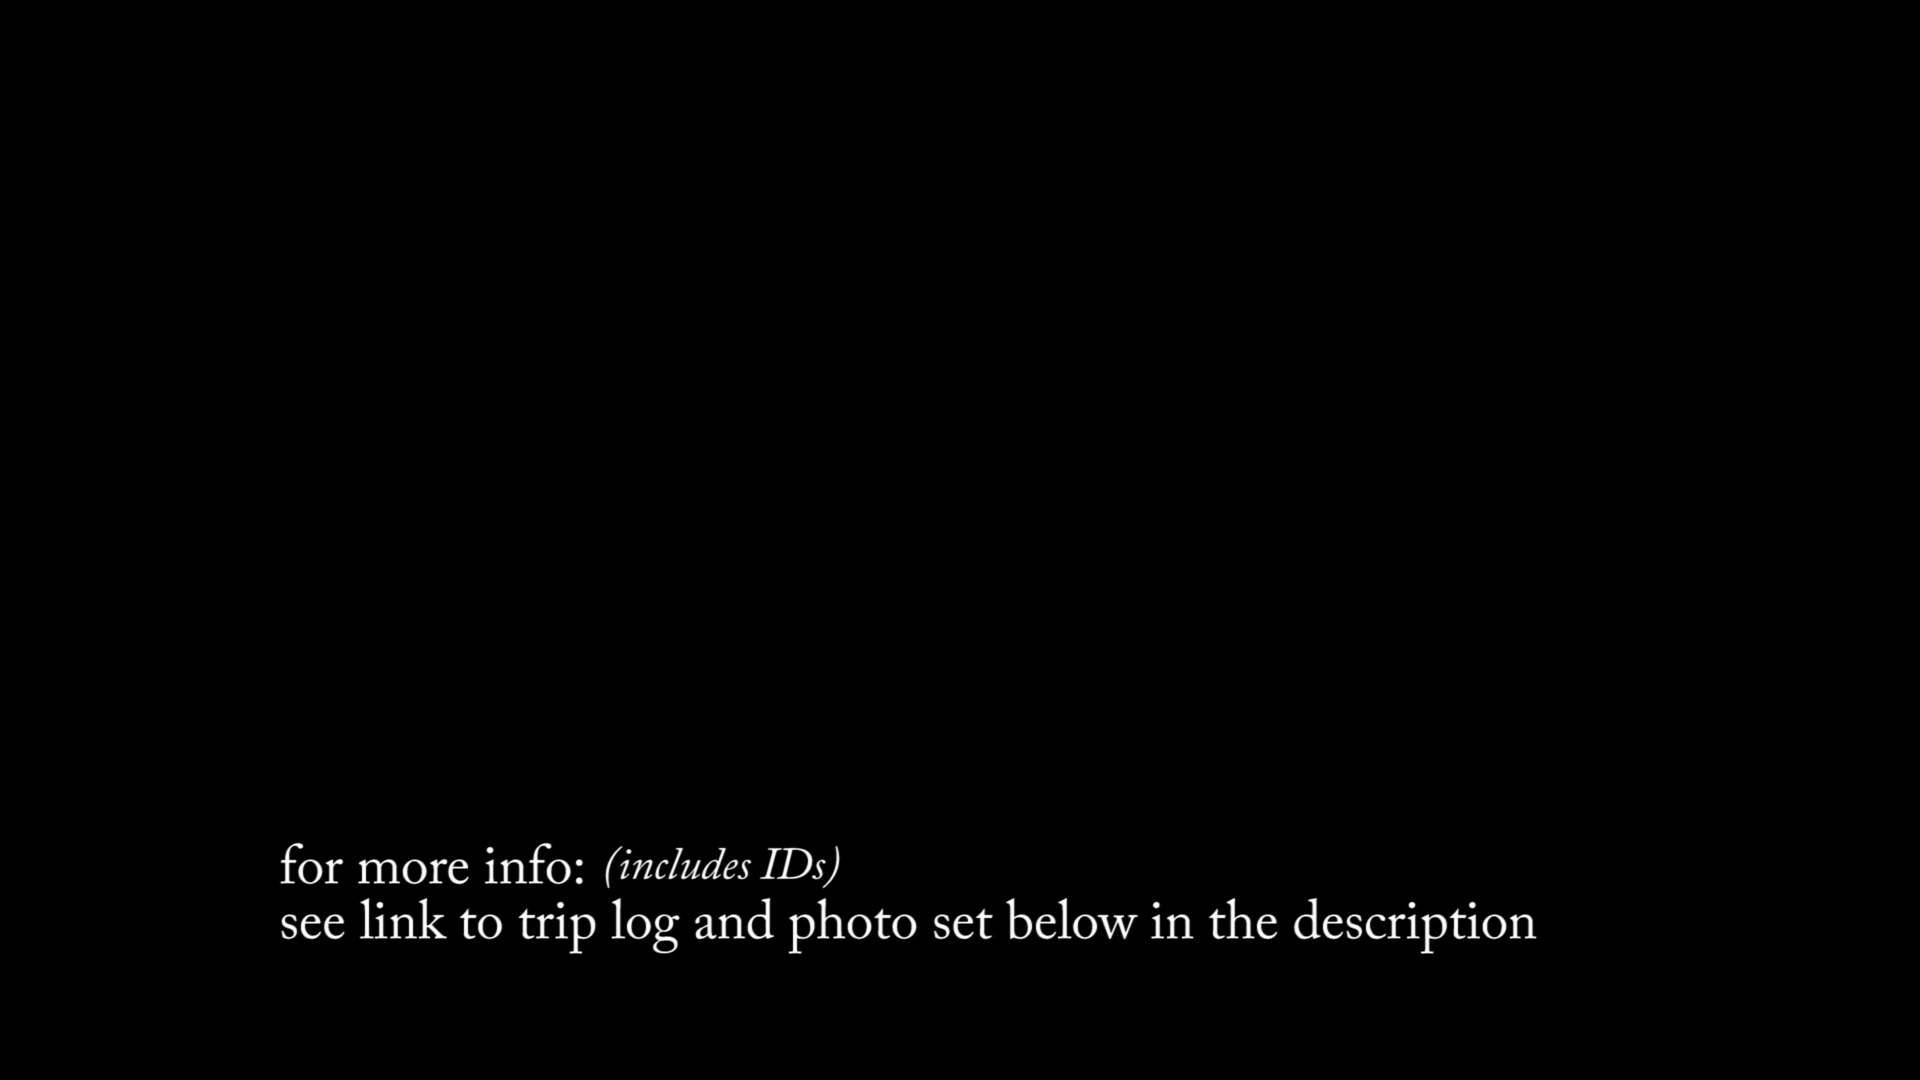 for more info: (includes IDs)
see link to trip log and photo set below in the description